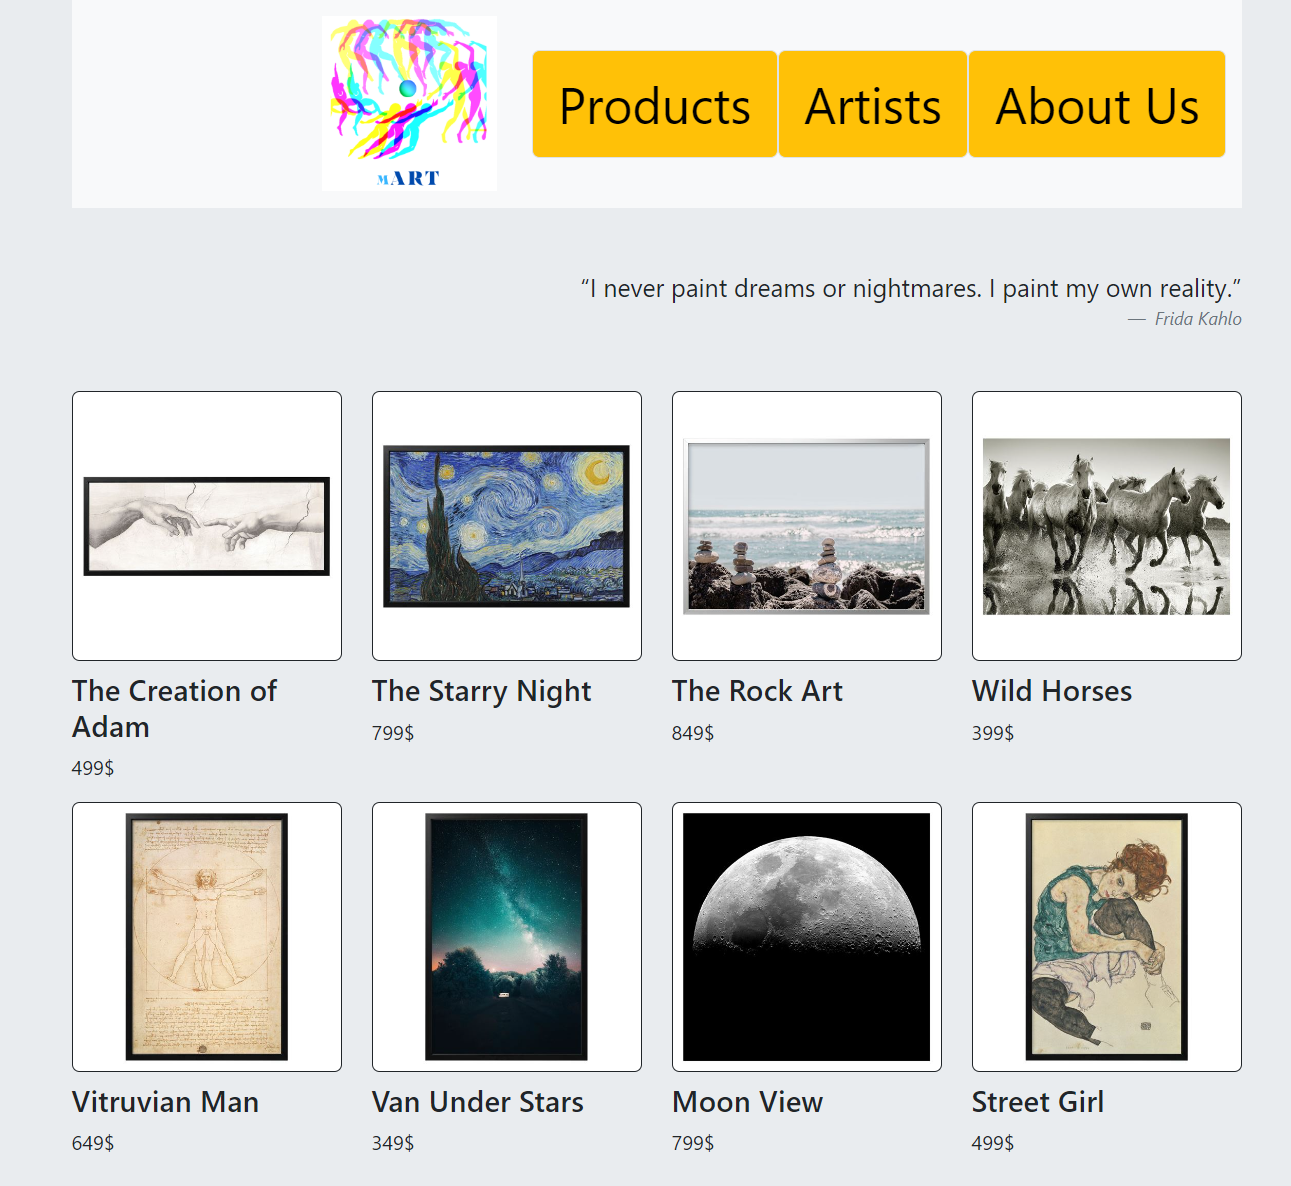 mART
Products Artists About Us
“I never paint dreams or nightmares. I paint my own reality.”
— Frida Kahlo
The Creation of
Adam
499$
The Starry Night
799$
The Rock Art
849$
Wild Horses
399$
Vitruvian Man
649$
Van Under Stars
349$
Moon View
799$
Street Girl
499$